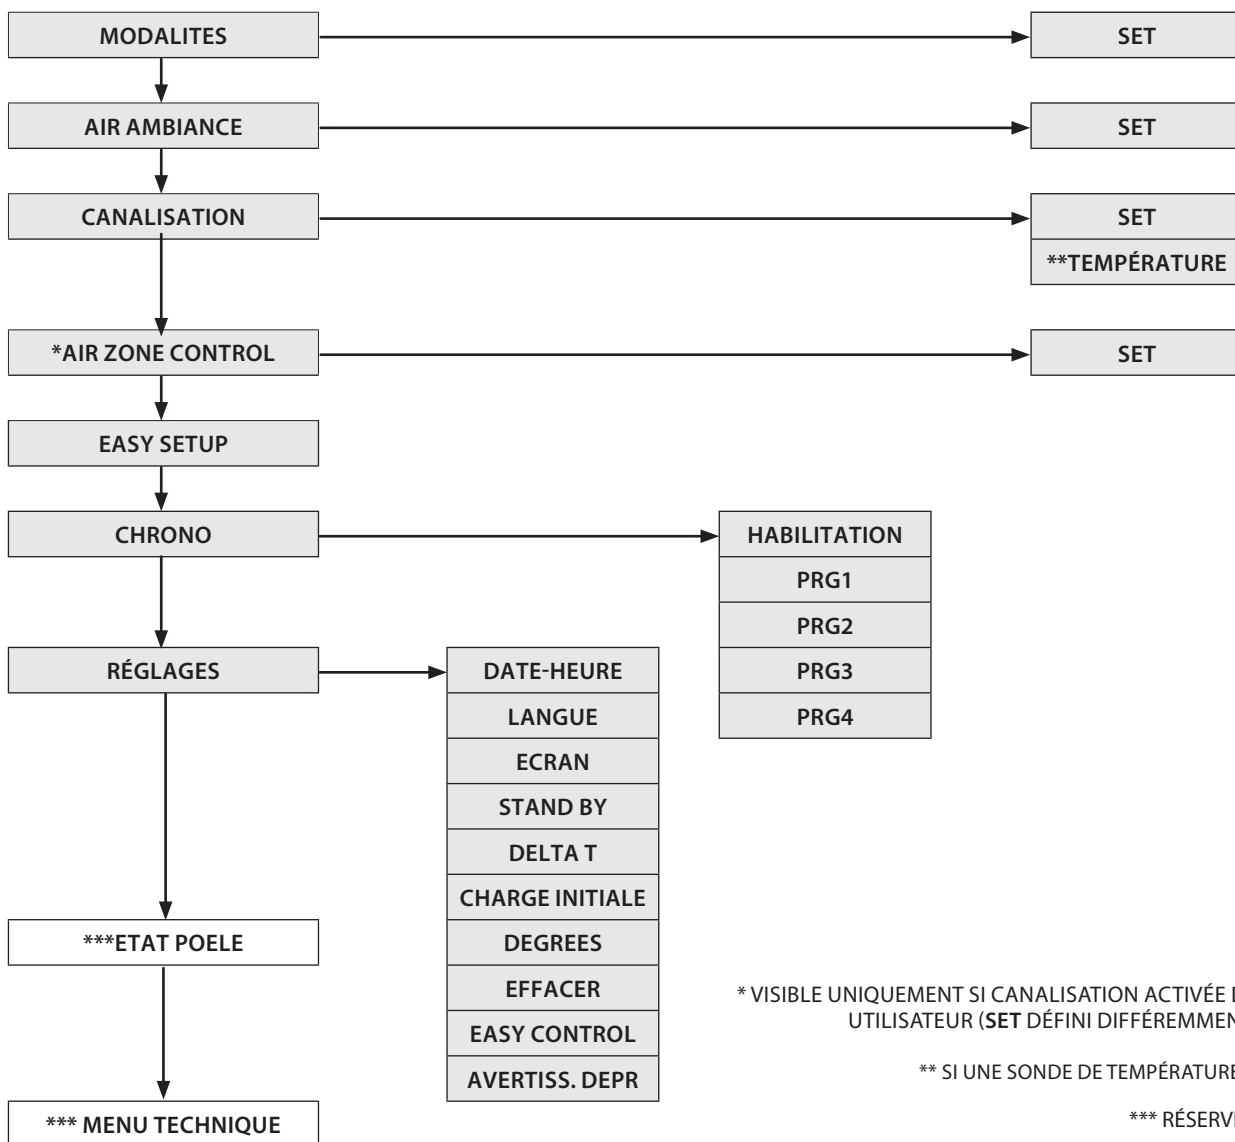 MODALITES
SET
AIR AMBIANCE
SET
CANALISATION
SET
**TEMPÉRATURE
*AIR ZONE CONTROL
SET
EASY SETUP
CHRONO
HABILITATION
PRG1
PRG2
PRG3
PRG4
RÉGLAGES
DATE-HEURE
LANGUE
ECRAN
STAND BY
DELTA T
CHARGE INITIALE
DEGREES
EFFACER
EASY CONTROL
AVERTISS. DEPR
***ETAT POELE
*** MENU TECHNIQUE
* VISIBLE UNIQUEMENT SI CANALISATION ACTIVÉE
UTILISATEUR (SET DÉFINI DIFFÉREMMEN
** SI UNE SONDE DE TEMPÉRATURE
*** RÉSERV